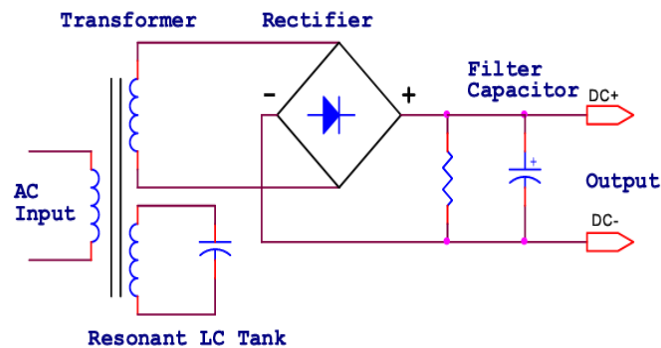 Transformer
Rectifier
Filter
Capacitor
DC+
-
+
+
AC
Input
Output
DC-
Resonant LC Tank